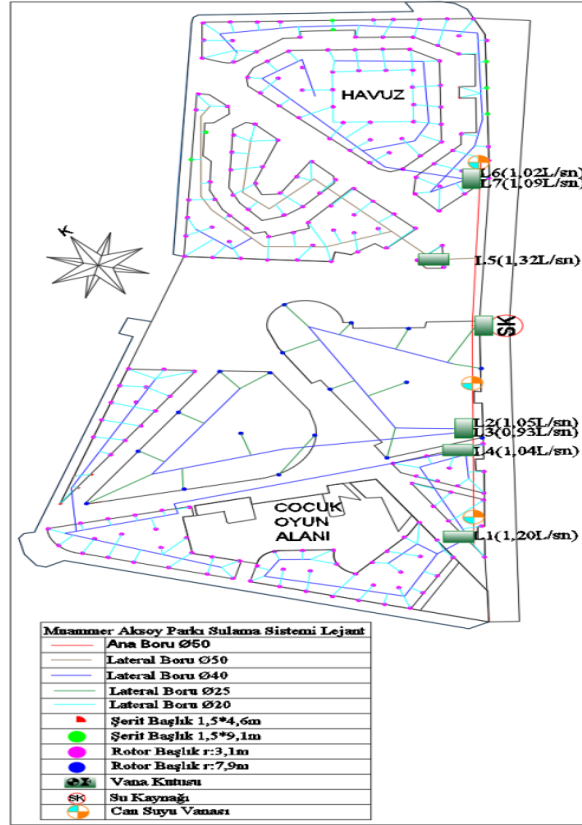 HAVUZ
L6(1,02L/sn)
L7(1,09L/sn)
K
L5(1,32L/sn)
SK
L2(1,05L/sn)
L3(0,93L/sn)
L4(1,04L/sn)
ÇOCUK
OYUN
ALANI
L1(1,20L/sn)
Muammer Aksoy Parkı Sulama Sistemi Lejant
Ana Boru Ø50
Lateral Boru Ø50
Lateral Boru Ø40
Lateral Boru Ø25
Lateral Boru Ø20
Şerit Başlık 1,5*4,6m
Şerit Başlık 1,5*9,1m
Rotor Başlık r:3,1m
Rotor Başlık r:7,9m
Vana Kutusu
SK Su Kaynağı
Can Suyu Vanası